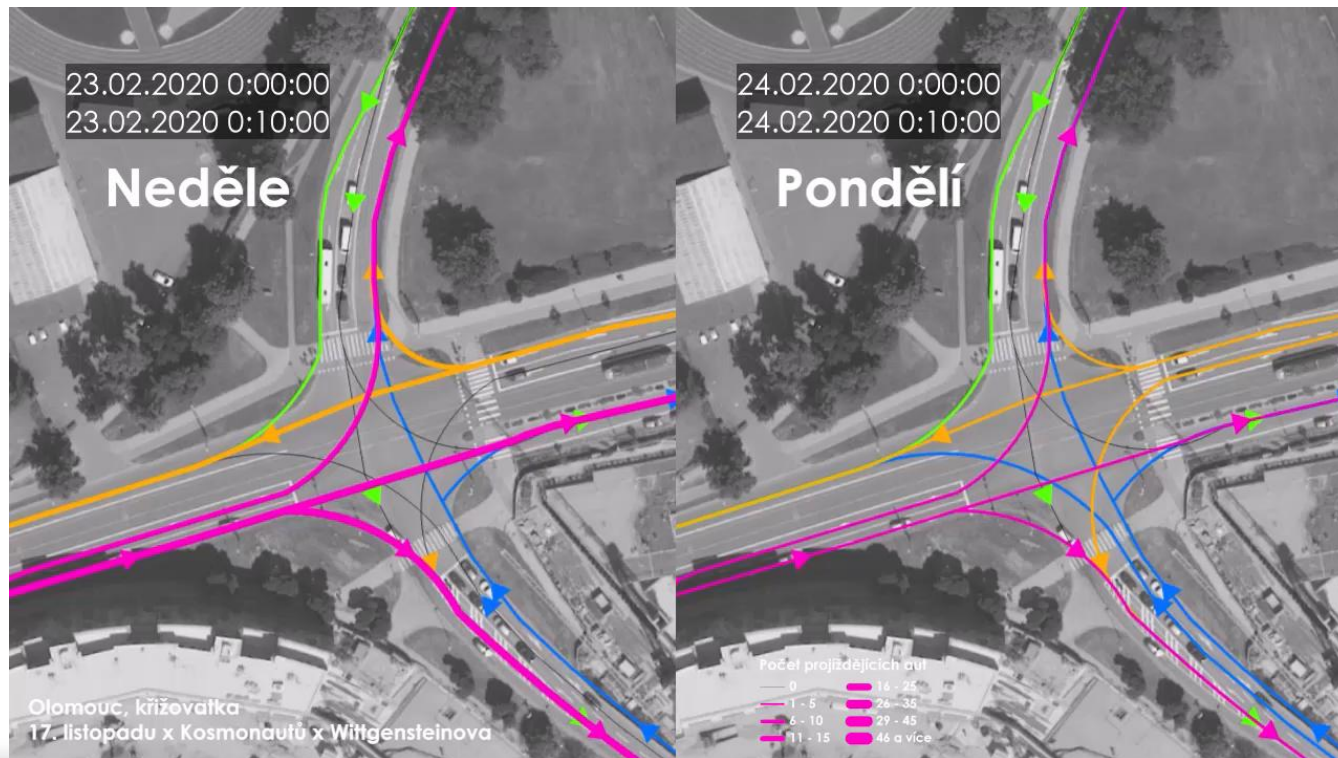 23.02.2020 0:00:00
23.02.2020 0:10:00
Neděle
Olomouc, křižovatka
17. listopadu x Kosmonautů x Wittgensteinova
24.02.2020 0:00:00
24.02.2020 0:10:00
Pondělí
Počet projíždějících aut
0
1 - 5
6 - 10
11 - 15
16 - 25
26 - 35
29 - 45
46 a více